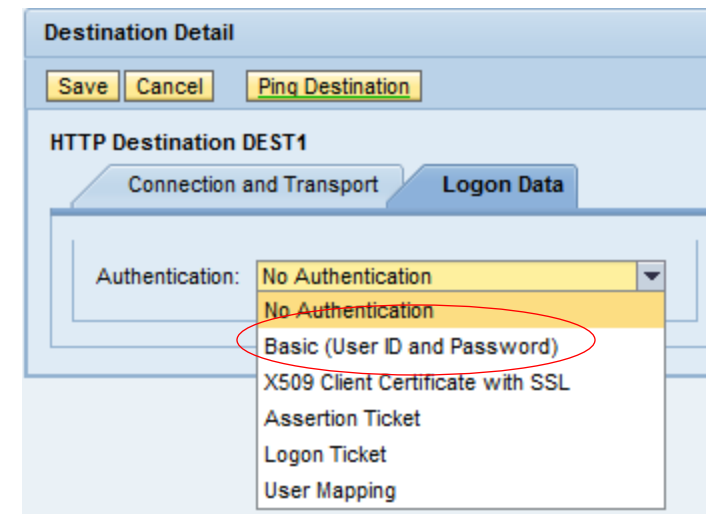 Destination Detail
Save Cancel Ping Destination
HTTP Destination DEST1
Connection and Transport Logon Data
Authentication: No Authentication
No Authentication
Basic (User ID and Password)
X509 Client Certificate with SSL
Assertion Ticket
Logon Ticket
User Mapping